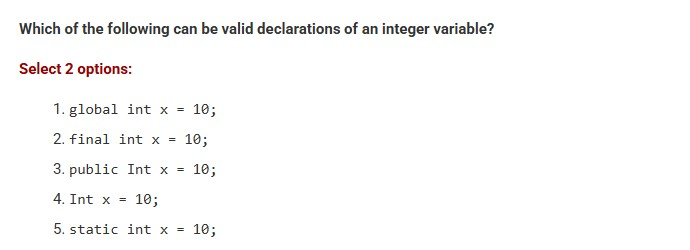 Which of the following can be valid declarations of an integer variable?
Select 2 options:
1. global int x = 10;
2. final int x = 10;
3. public Int x = 10;
4. Int x = 10;
5. static int x = 10;